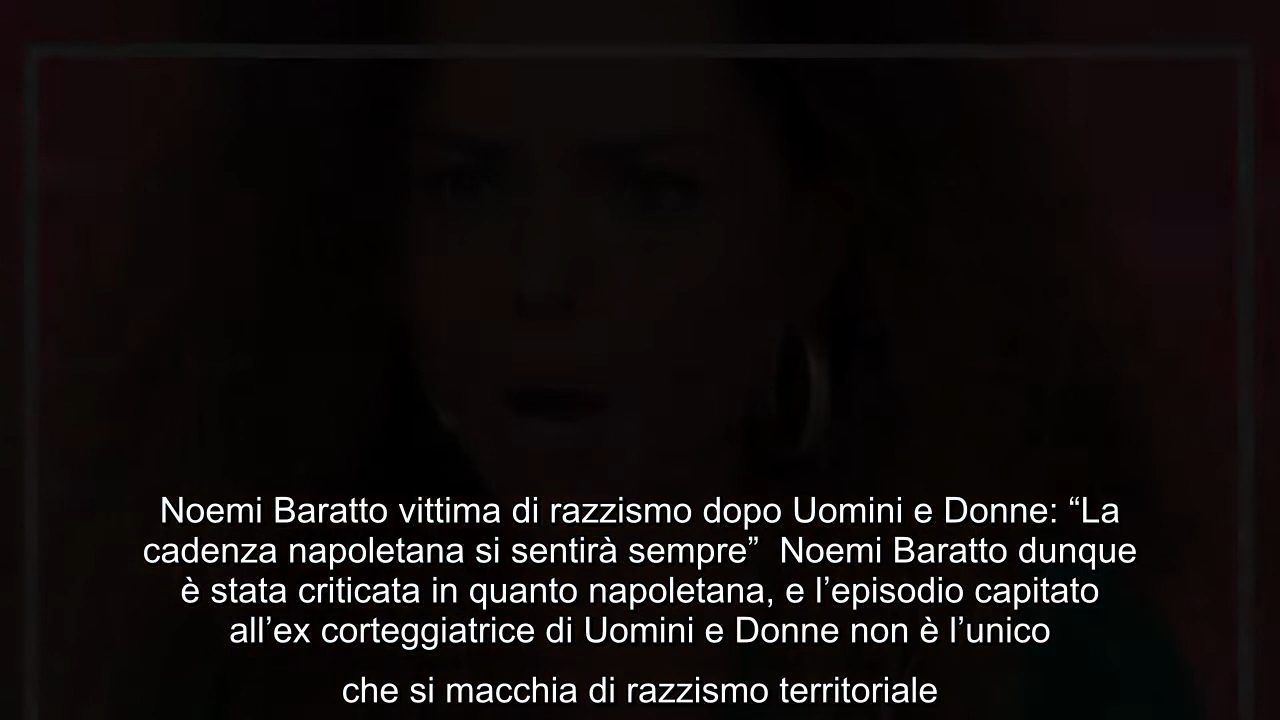 Noemi Baratto vittima di razzismo dopo Uomini e Donne: “La
cadenza napoletana si sentirà sempre”  Noemi Baratto dunque
è stata criticata in quanto napoletana, e l’episodio capitato
all’ex corteggiatrice di Uomini e Donne non è l’unico
che si macchia di razzismo territoriale